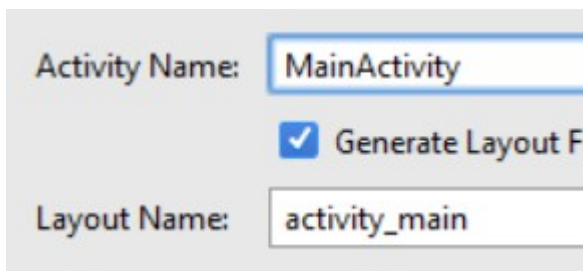 Activity Name: MainActivity
Generate Layout F
Layout Name: activity_main